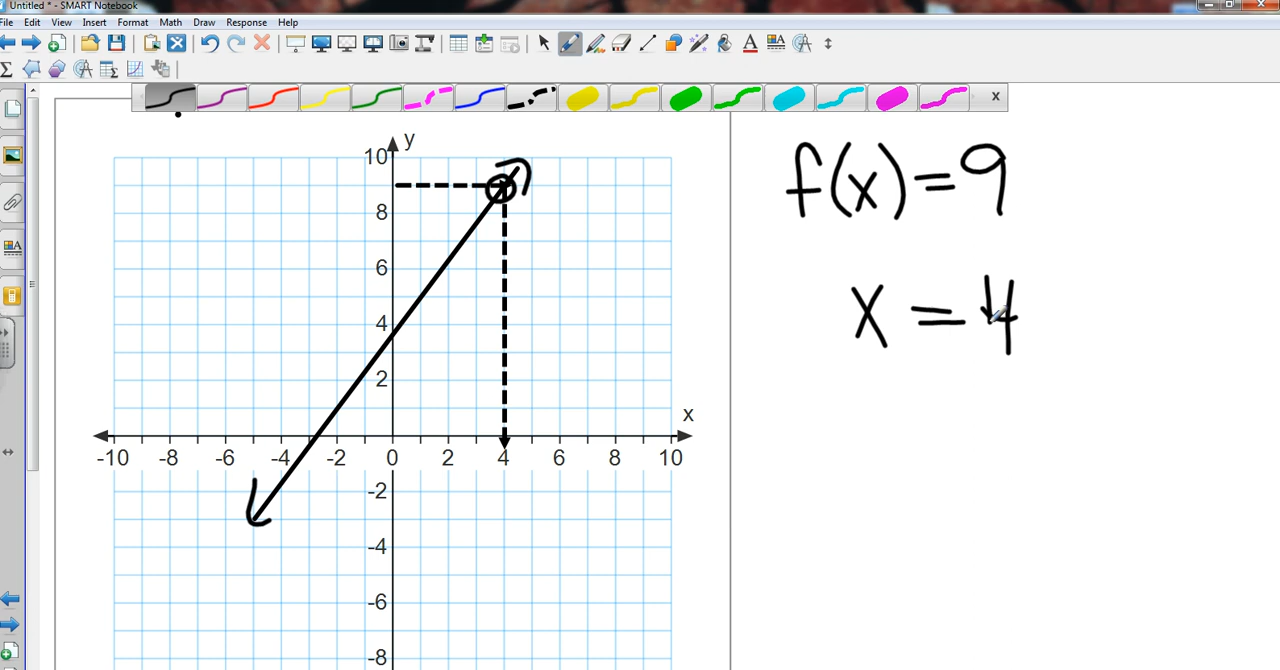 Untitled * - SMART Notebook
File Edit View Insert Format Math Draw Response Help
x
y
10
8
6
4
2
x
-10 -8 -6 -4 -2 0 2 4 6 8 10
-2
-4
-6
-8
f(x)=9
x = 4